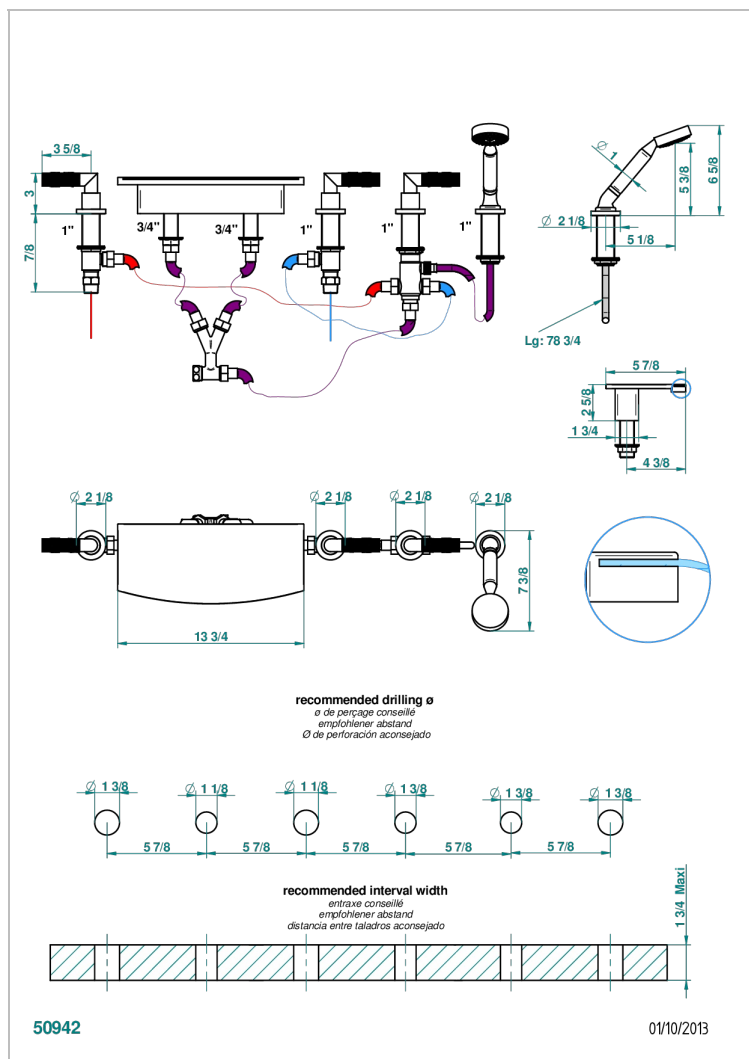 3 5/8
3
7/8
1"
3/4"
3/4"
1"
1"
1"
Ø 1
5 3/8
6 5/8
Ø 2 1/8
5 1/8
Lg: 78 3/4
5 7/8
2 5/8
1 3/4
4 3/8
Ø 2 1/8
Ø 2 1/8
Ø 2 1/8
Ø 2 1/8
7 3/8
13 3/4
recommended drilling ø
ø de perçage conseillé
empfohlener abstand
Ø de perforación aconsejado
Ø 1 3/8
Ø 1 1/8
Ø 1 1/8
Ø 1 3/8
Ø 1 3/8
Ø 1 3/8
5 7/8
5 7/8
5 7/8
5 7/8
5 7/8
recommended interval width
entraxe conseillé
empfohlener abstand
distancia entre taladros aconsejado
1 3/4 Maxi
50942
01/10/2013